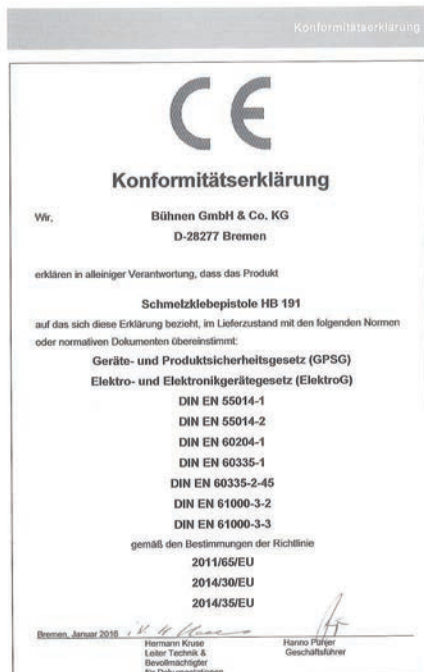 Konformitätserklärung
CE
Konformitätserklärung
Wir, Bühnen GmbH & Co. KG
D-28277 Bremen
erklären in alleiniger Verantwortung, dass das Produkt
Schmelzklebepistole HB 191
auf das sich diese Erklärung bezieht, im Lieferzustand mit den folgenden Normen
oder normativen Dokumenten übereinstimmt:
Geräte- und Produktsicherheitsgesetz (GPSG)
Elektro- und Elektronikgerätegesetz (ElektroG)
DIN EN 55014-1
DIN EN 55014-2
DIN EN 60204-1
DIN EN 60335-1
DIN EN 60335-2-45
DIN EN 61000-3-2
DIN EN 61000-3-3
gemäß den Bestimmungen der Richtlinie
2011/65/EU
2014/30/EU
2014/35/EU
Bremen, Januar 2016
Hermann Kruse Hanno Pünjer
Leiter Technik & Geschäftsführer
Bevollmächtigter
für Dokumentationen